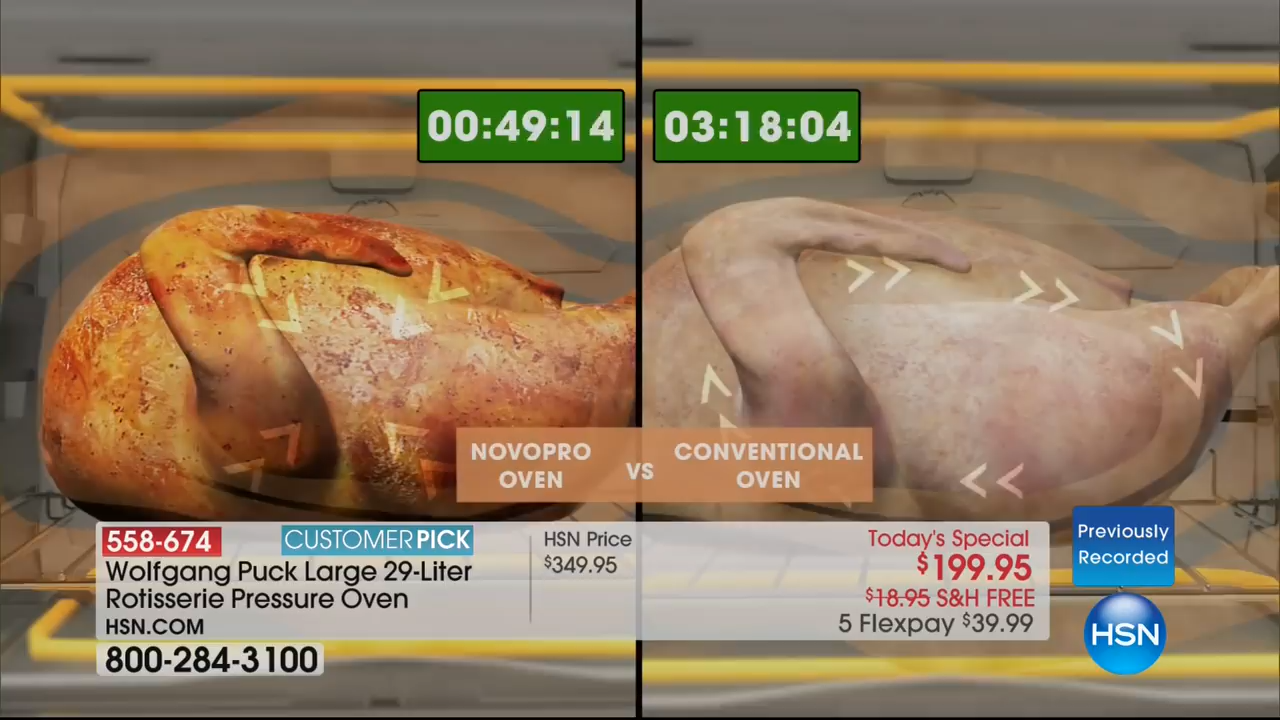 00:49:14
03:18:04
NOVOPRO OVEN
VS
CONVENTIONAL OVEN
558-674
CUSTOMERPICK
Wolfgang Puck Large 29-Liter
Rotisserie Pressure Oven
HSN.COM
800-284-3100
HSN Price
$349.95
Today's Special
$199.95
$18.95 S&H FREE
5 Flexpay $39.99
Previously
Recorded
HSN